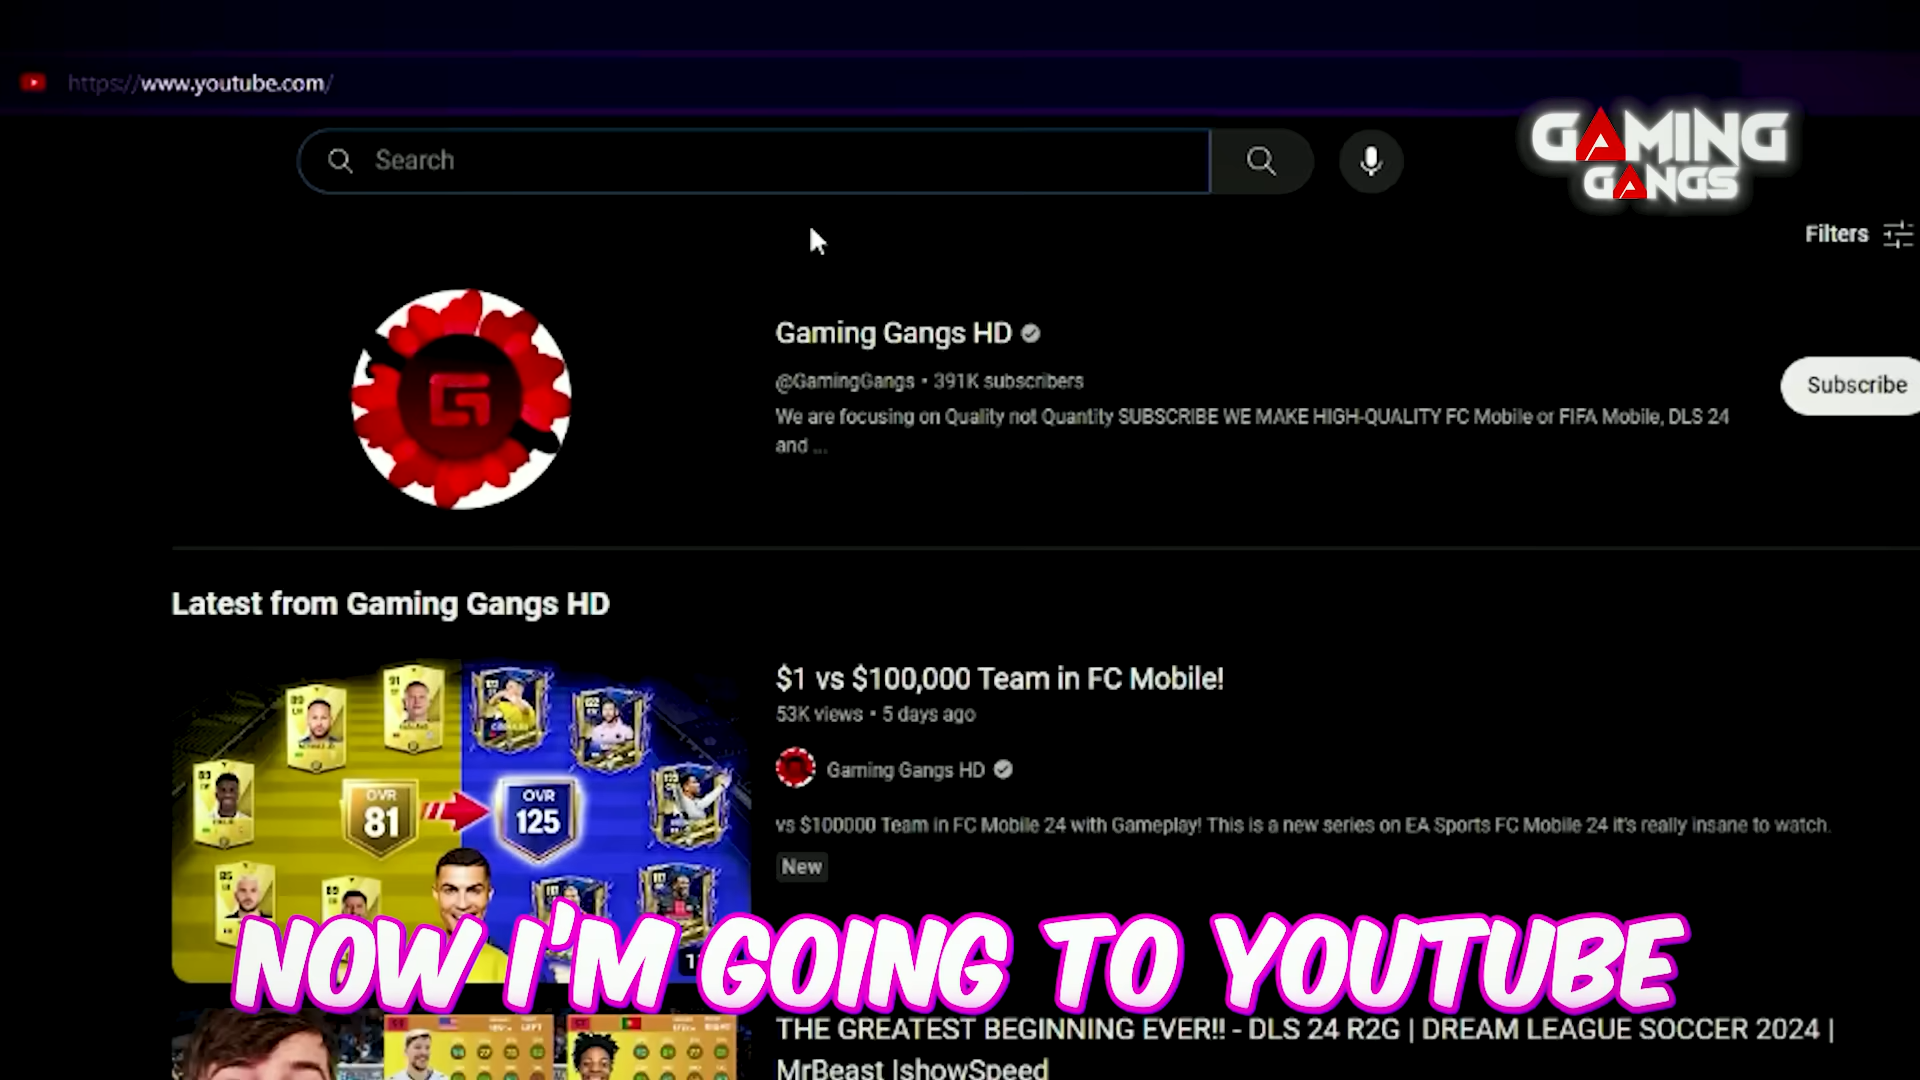 https://www.youtube.com/
Search
GAMING
GANGS
Filters
Gaming Gangs HD
@GamingGangs • 391K subscribers
Subscribe
We are focusing on Quality not Quantity SUBSCRIBE WE MAKE HIGH-QUALITY FC Mobile or FIFA Mobile, DLS 24
and ...
Latest from Gaming Gangs HD
$1 vs $100,000 Team in FC Mobile!
53K views • 5 days ago
Gaming Gangs HD
vs $100000 Team in FC Mobile 24 with Gameplay! This is a new series on EA Sports FC Mobile 24 it's really insane to watch.
New
OVR
81
OVR
125
NOW I'M GOING TO YOUTUBE
THE GREATEST BEGINNING EVER!! - DLS 24 R2G | DREAM LEAGUE SOCCER 2024 |
MrBeast IshowSpeed